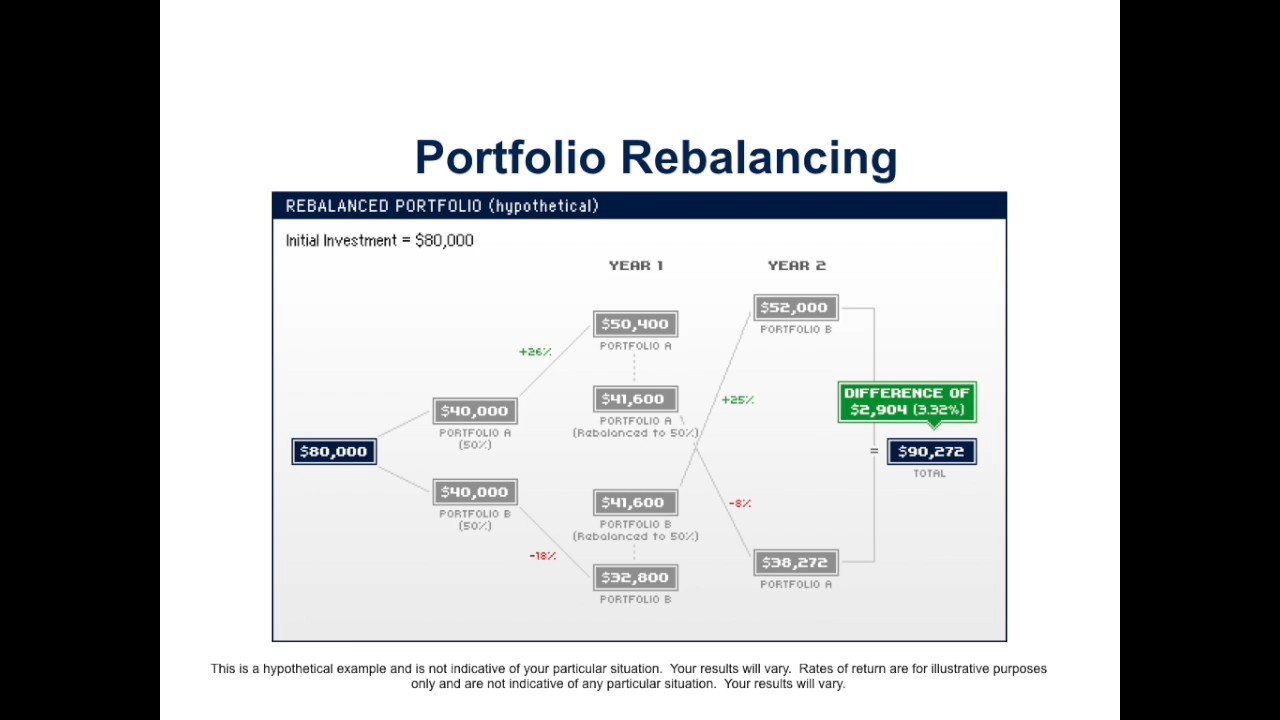 Portfolio Rebalancing
REBALANCED PORTFOLIO (hypothetical)
Initial Investment = $80,000
YEAR 1
YEAR 2
$80,000
$40,000
PORTFOLIO A
(50%)
$40,000
PORTFOLIO B
(50%)
+26%
-18%
$50,400
PORTFOLIO A
$41,600
PORTFOLIO A
(Rebalanced to 50%)
$41,600
PORTFOLIO B
(Rebalanced to 50%)
$32,800
PORTFOLIO B
+25%
-8%
$52,000
PORTFOLIO B
$38,272
PORTFOLIO A
DIFFERENCE OF
$2,904 (3.32%)
= $90,272
TOTAL
This is a hypothetical example and is not indicative of your particular situation.  Your results will vary.  Rates of return are for illustrative purposes
only and are not indicative of any particular situation.  Your results will vary.